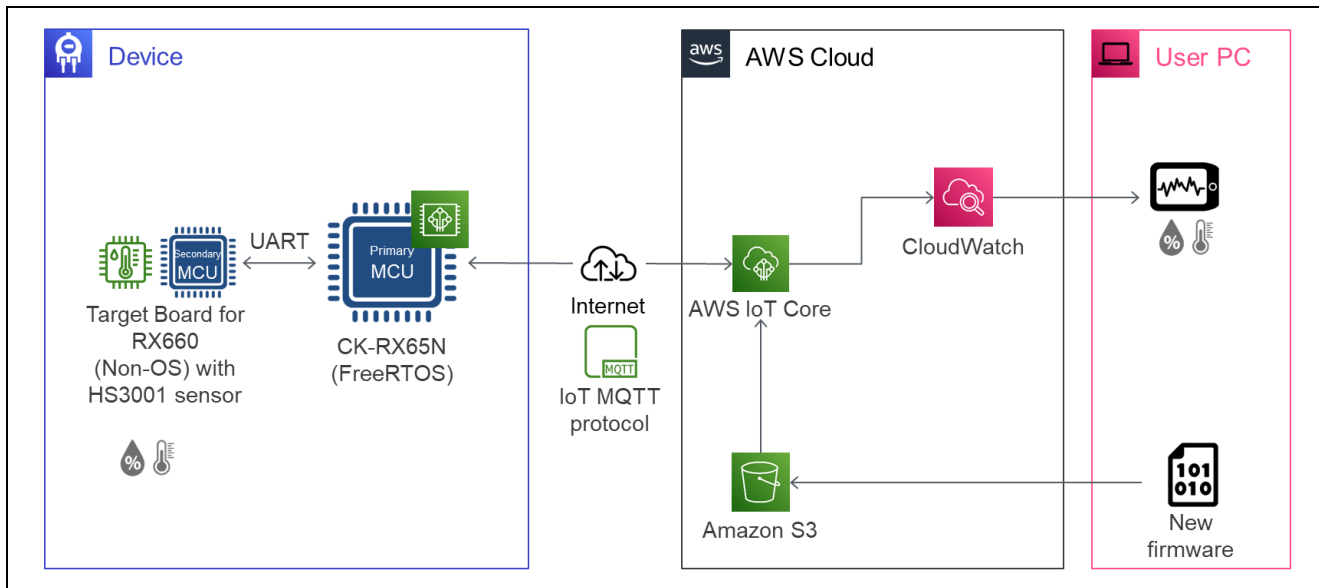 Device
aws
AWS Cloud
User PC
UART
Secondary
MCU
Primary
MCU
Target Board for
RX660
(Non-OS) with
HS3001 sensor
CK-RX65N
(FreeRTOS)
%
Internet
MQTT
IoT MQTT
protocol
AWS IoT Core
CloudWatch
%
Amazon S3
101
010
New
firmware